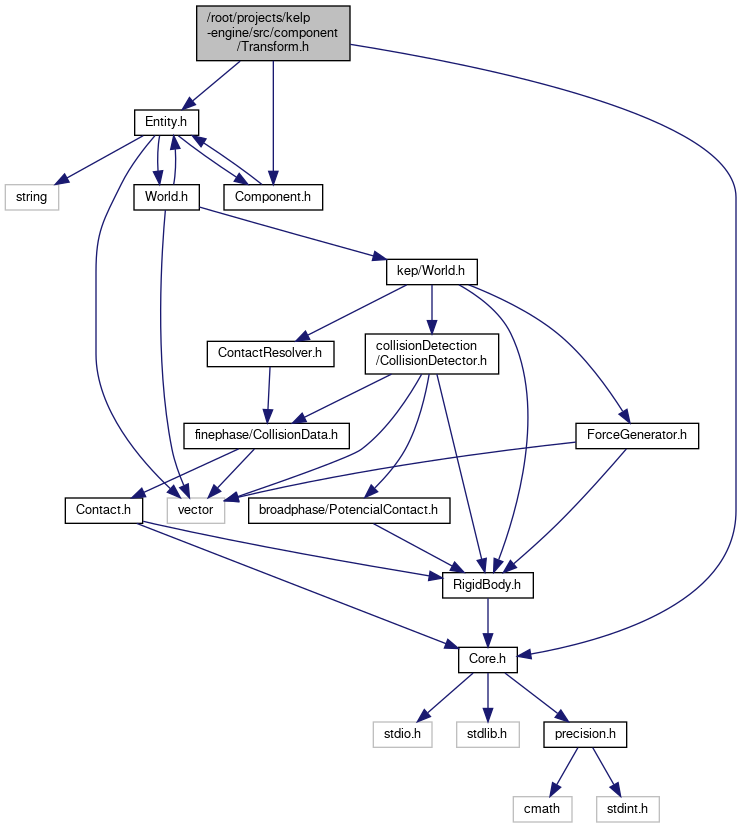 /root/projects/kelp
-engine/src/component
/Transform.h
Entity.h
string
World.h
Component.h
kep/World.h
ContactResolver.h
collisionDetection
/CollisionDetector.h
finephase/CollisionData.h
ForceGenerator.h
Contact.h
vector
broadphase/PotencialContact.h
RigidBody.h
Core.h
stdio.h
stdlib.h
precision.h
cmath
stdint.h